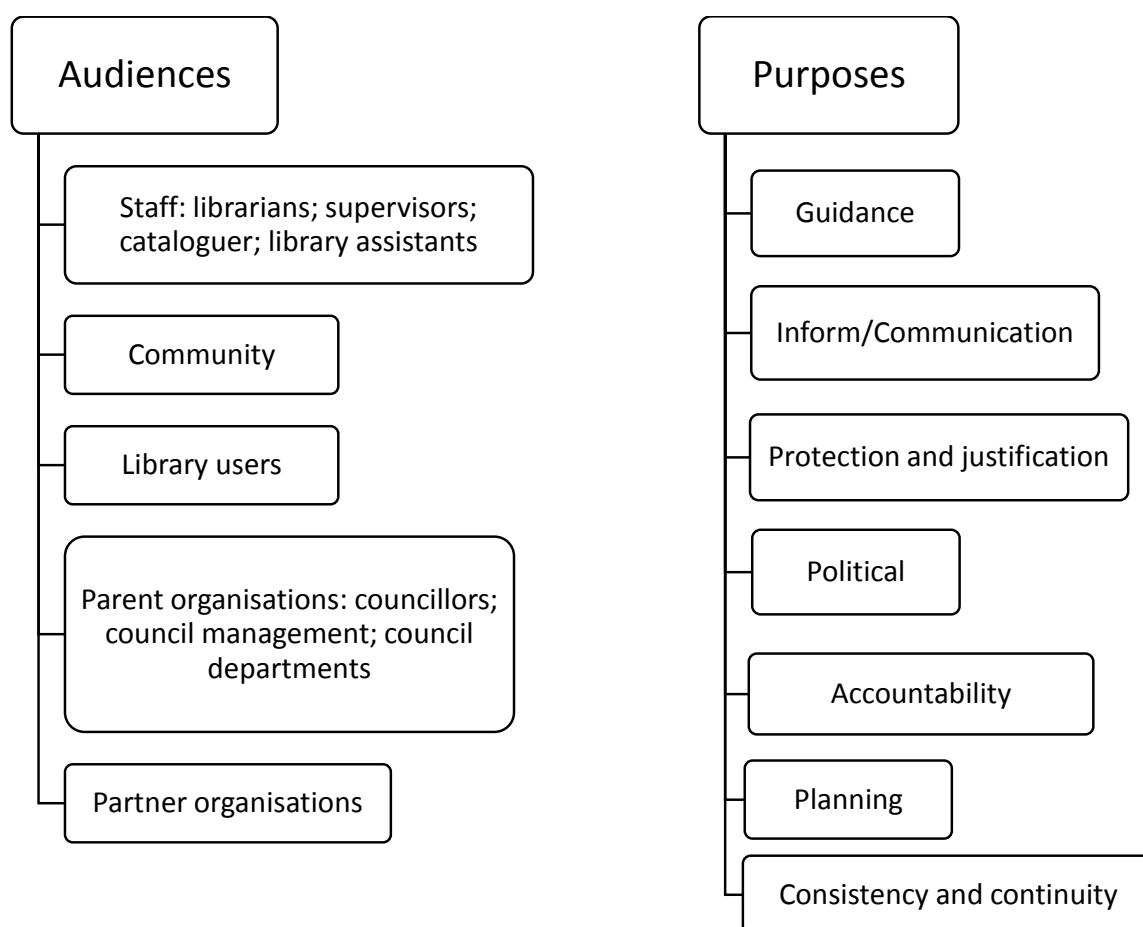 Audiences
Staff: librarians; supervisors;
cataloguer; library assistants
Community
Library users
Parent organisations: councillors;
council management; council
departments
Partner organisations
Purposes
Guidance
Inform/Communication
Protection and justification
Political
Accountability
Planning
Consistency and continuity